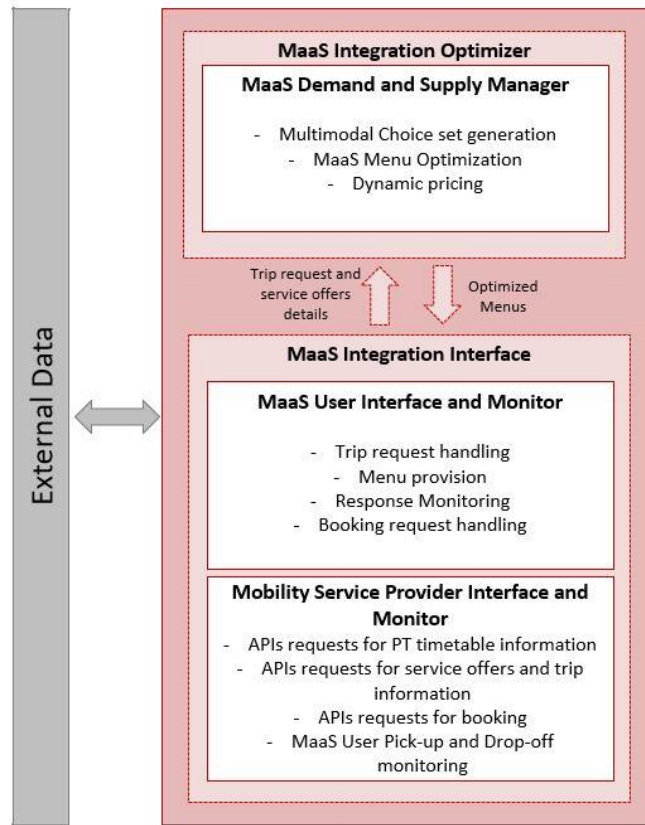 External Data
MaaS Integration Optimizer
MaaS Demand and Supply Manager
- Multimodal Choice set generation
- MaaS Menu Optimization
- Dynamic pricing
Trip request and
service offers
details
Optimized
Menus
MaaS Integration Interface
MaaS User Interface and Monitor
- Trip request handling
- Menu provision
- Response Monitoring
- Booking request handling
Mobility Service Provider Interface and
Monitor
- APIs requests for PT timetable information
- APIs requests for service offers and trip
information
- APIs requests for booking
- MaaS User Pick-up and Drop-off
monitoring